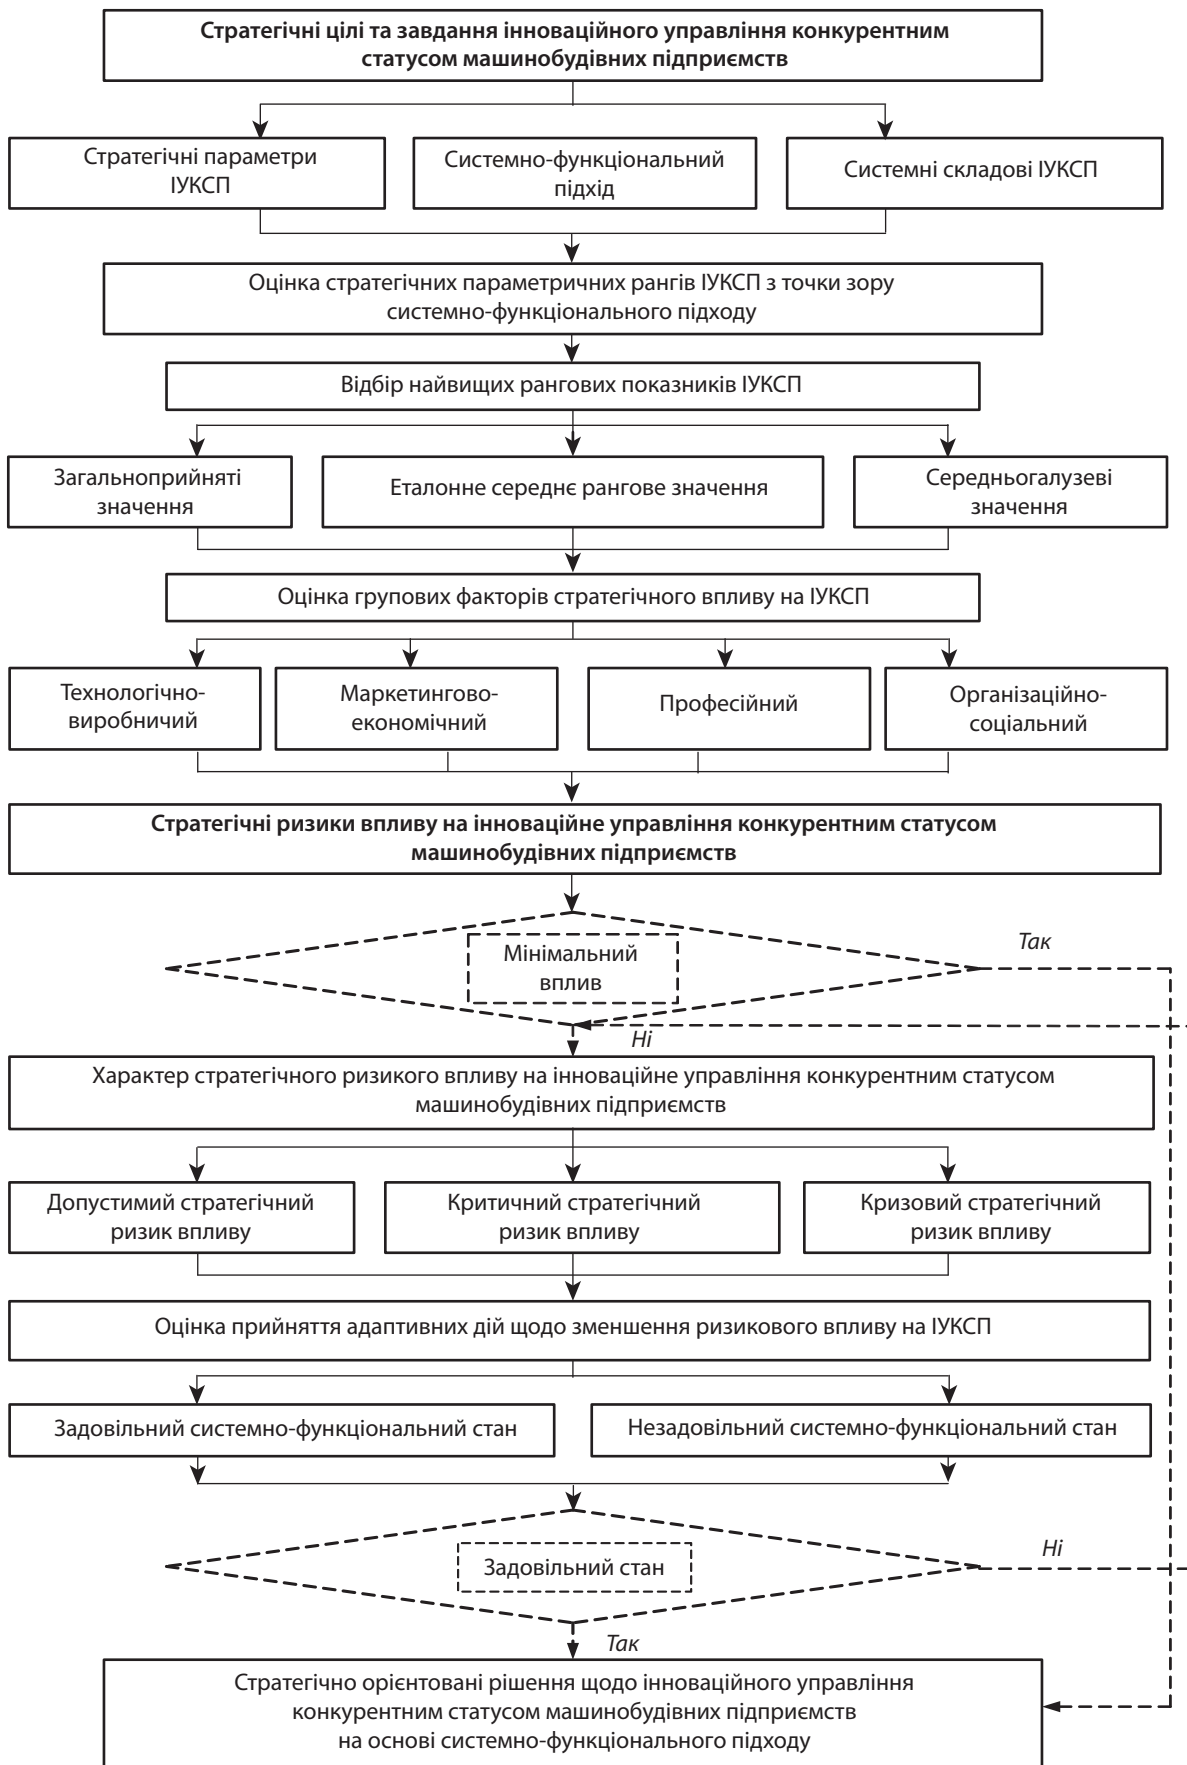 Стратегічні цілі та завдання інноваційного управління конкурентним
статусом машинобудівних підприємств
Стратегічні параметри
ІУКСП
Системно-функціональний
підхід
Системні складові ІУКСП
Оцінка стратегічних параметричних рангів ІУКСП з точки зору
системно-функціонального підходу
Відбір найвищих рангових показників ІУКСП
Загальноприйняті
значення
Еталонне середнє рангове значення
Середньогалузеві
значення
Оцінка групових факторів стратегічного впливу на ІУКСП
Технологічно-
виробничий
Маркетингово-
економічний
Професійний
Організаційно-
соціальний
Стратегічні ризики впливу на інноваційне управління конкурентним статусом
машинобудівних підприємств
Мінімальний
вплив
Так
Ні
Характер стратегічного ризикого впливу на інноваційне управління конкурентним статусом
машинобудівних підприємств
Допустимий стратегічний
ризик впливу
Критичний стратегічний
ризик впливу
Кризовий стратегічний
ризик впливу
Оцінка прийняття адаптивних дій щодо зменшення ризикового впливу на ІУКСП
Задовільний системно-функціональний стан
Незадовільний системно-функціональний стан
Задовільний стан
Ні
Так
Стратегічно орієнтовані рішення щодо інноваційного управління
конкурентним статусом машинобудівних підприємств
на основі системно-функціонального підходу